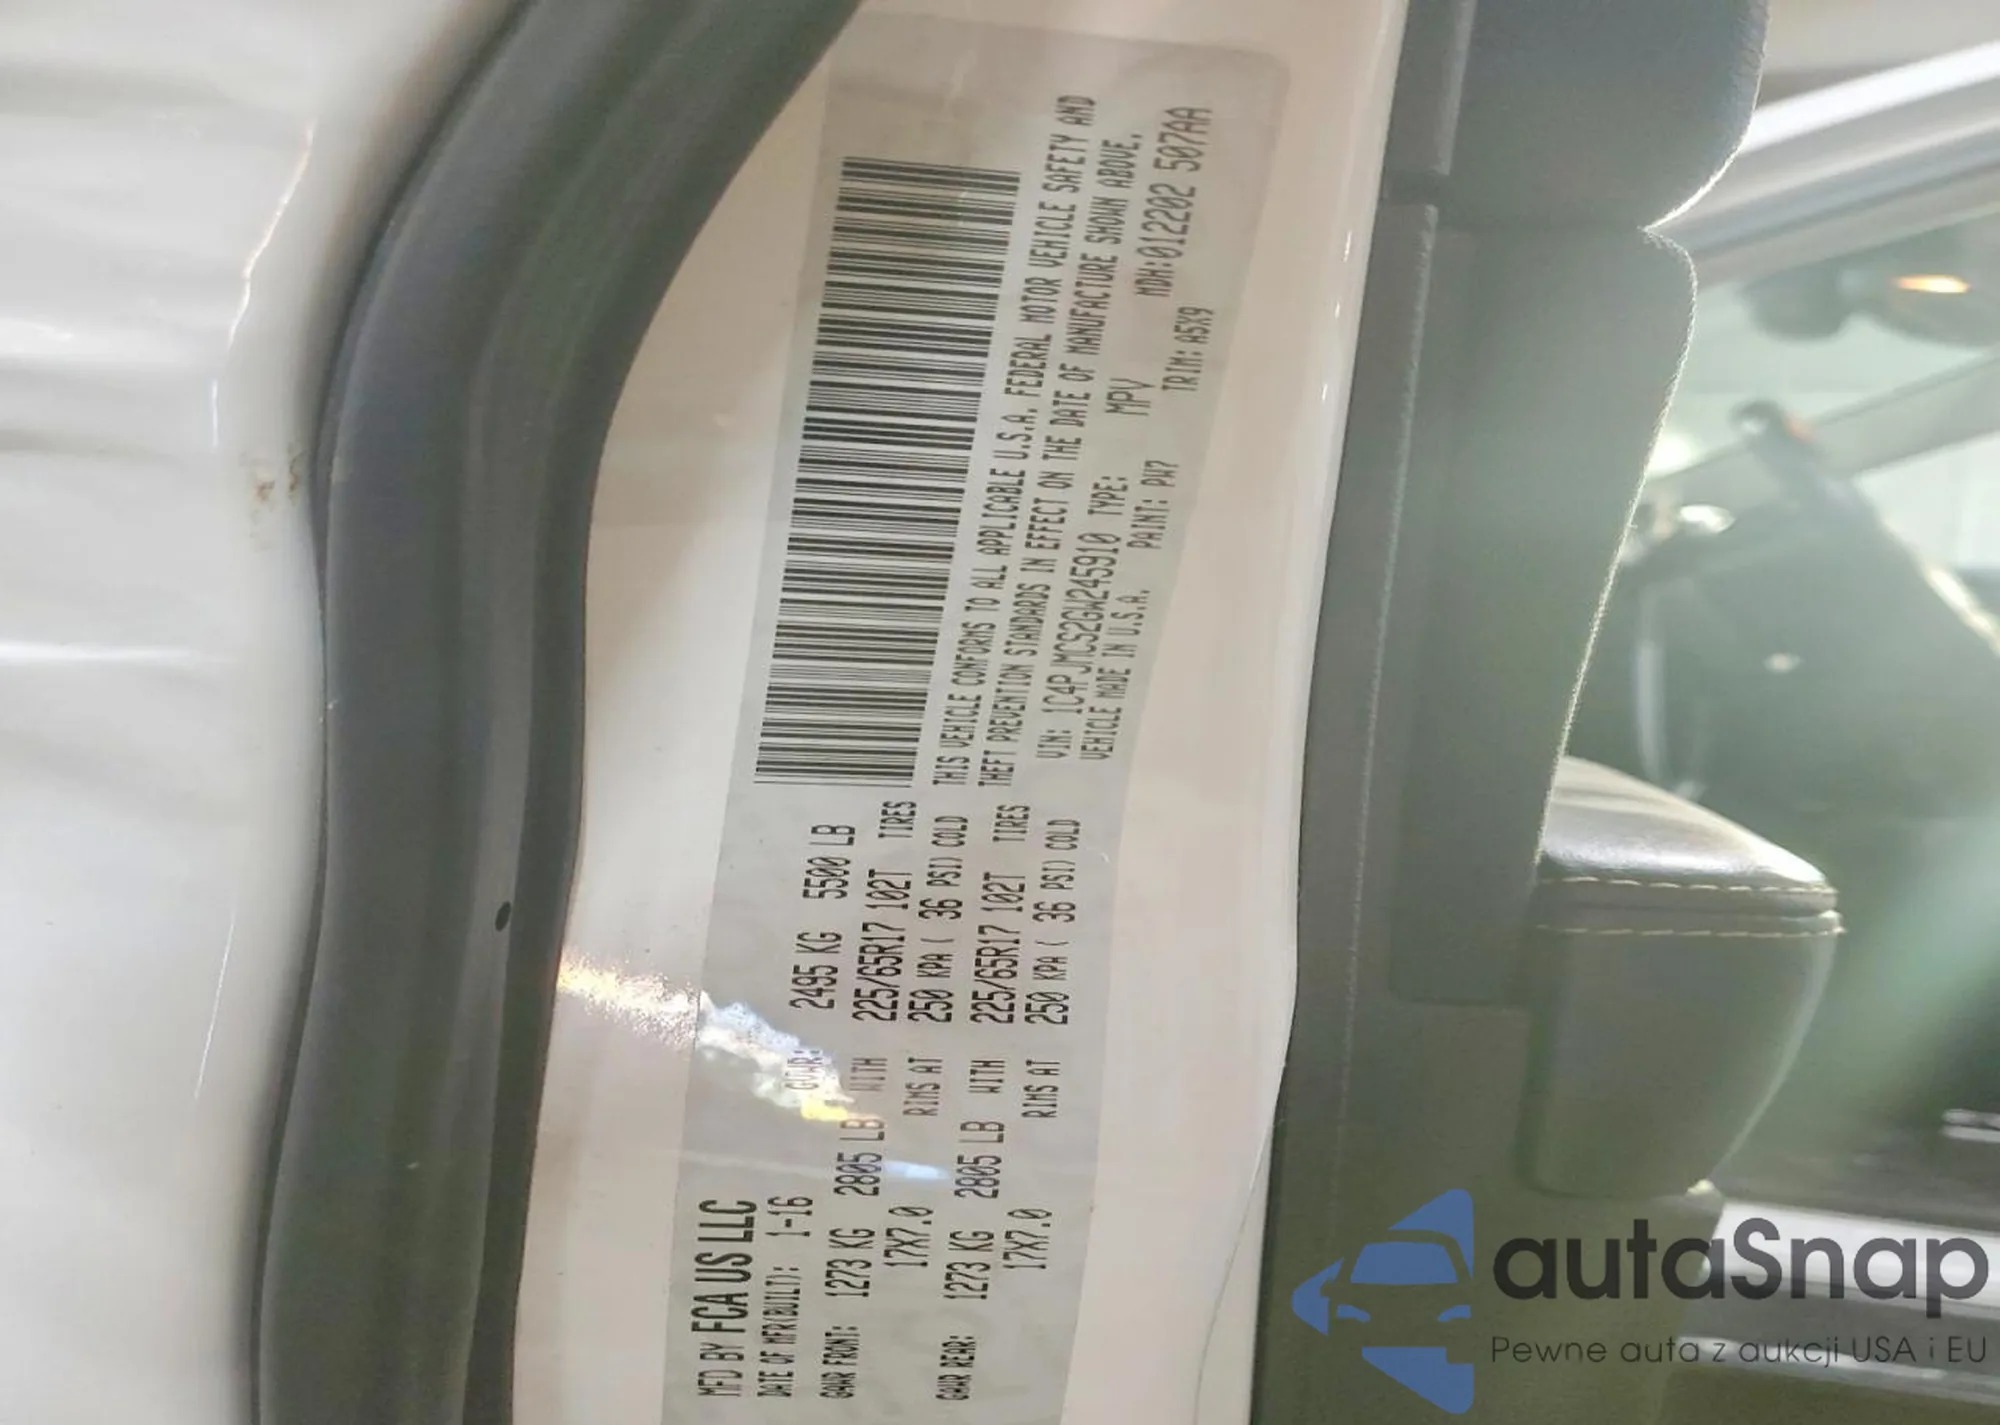 MFD BY FCA US LLC
DATE OF MFR(BUILT): 1-16 GVWR: 2495 KG 5500 LB
GAWR FRONT: 1273 KG 2805 LB WITH 225/65R17 102T TIRES
17X7.0 RIMS AT 250 KPA( 36 PSI) COLD
GAWR REAR: 1273 KG 2805 LB WITH 225/65R17 102T TIRES
17X7.0 RIMS AT 250 KPA( 36 PSI) COLD
THIS VEHICLE CONFORMS TO ALL APPLICABLE U.S.A. FEDERAL MOTOR VEHICLE SAFETY AND
THEFT PREVENTION STANDARDS IN EFFECT ON THE DATE OF MANUFACTURE SHOWN ABOVE.
VIN: 1C4PJMCS2GW245910 TYPE: MPV MDH:012202 507AA
VEHICLE MADE IN U.S.A. PAINT: PW7 TRIM: A5X9
autaSnap
Pewne auta z aukcji USA i EU